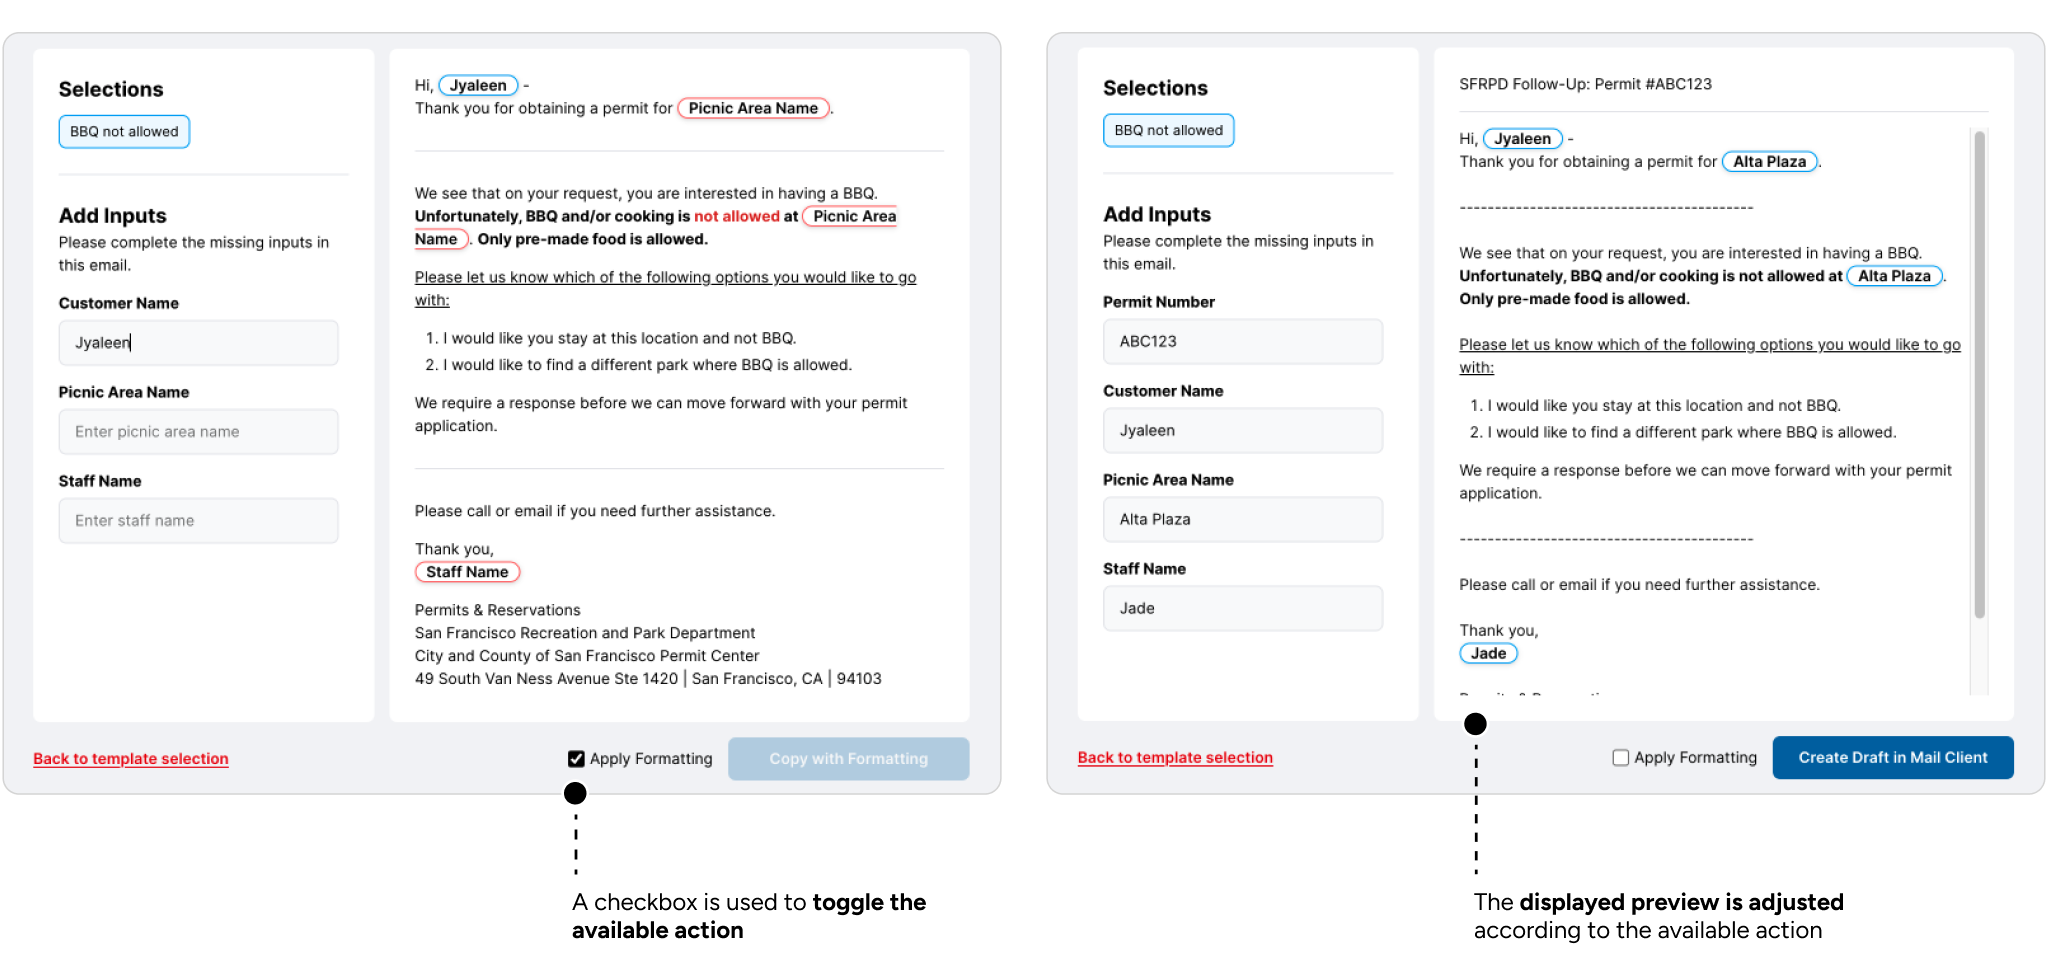 Selections
BBQ not allowed
Add Inputs
Please complete the missing inputs in
this email.
Customer Name
Jyaleen
Picnic Area Name
Enter picnic area name
Staff Name
Enter staff name
Hi, Jyaleen -
Thank you for obtaining a permit for Picnic Area Name.
We see that on your request, you are interested in having a BBQ.
Unfortunately, BBQ and/or cooking is not allowed at Picnic Area
Name. Only pre-made food is allowed.
Please let us know which of the following options you would like to go
with:
1. I would like you stay at this location and not BBQ.
2. I would like to find a different park where BBQ is allowed.
We require a response before we can move forward with your permit
application.
Please call or email if you need further assistance.
Thank you,
Staff Name
Permits & Reservations
San Francisco Recreation and Park Department
City and County of San Francisco Permit Center
49 South Van Ness Avenue Ste 1420 | San Francisco, CA | 94103
Back to template selection
Apply Formatting
Copy with Formatting
A checkbox is used to toggle the
available action
Selections
BBQ not allowed
Add Inputs
Please complete the missing inputs in
this email.
Permit Number
ABC123
Customer Name
Jyaleen
Picnic Area Name
Alta Plaza
Staff Name
Jade
SFRPD Follow-Up: Permit #ABC123
Hi, Jyaleen -
Thank you for obtaining a permit for Alta Plaza.
------------------------------------------
We see that on your request, you are interested in having a BBQ.
Unfortunately, BBQ and/or cooking is not allowed at Alta Plaza.
Only pre-made food is allowed.
Please let us know which of the following options you would like to go
with:
1. I would like you stay at this location and not BBQ.
2. I would like to find a different park where BBQ is allowed.
We require a response before we can move forward with your permit
application.
------------------------------------------
Please call or email if you need further assistance.
Thank you,
Jade
Back to template selection
Apply Formatting
Create Draft in Mail Client
The displayed preview is adjusted
according to the available action